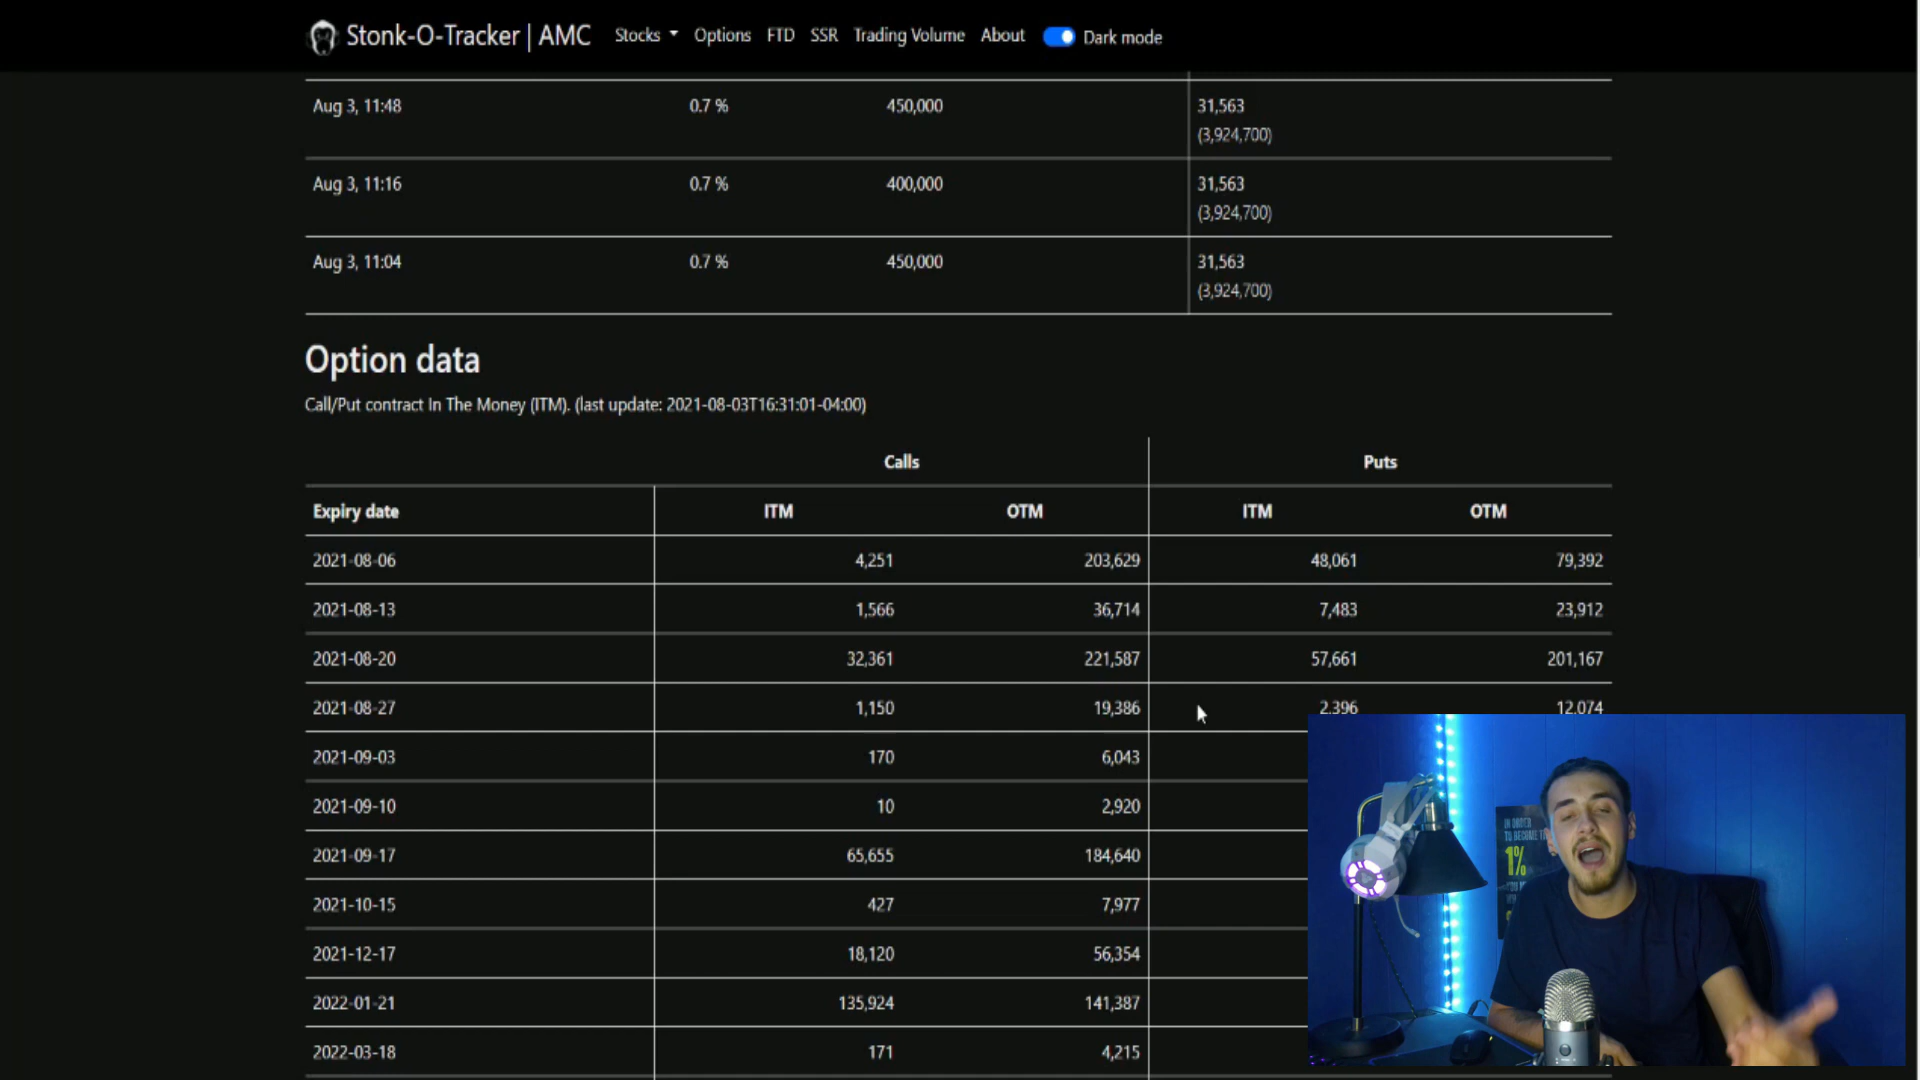 Stonk-O-Tracker | AMC Stocks Options FTD SSR Trading Volume About Dark mode
Aug 3, 11:48 0.7 % 450,000 31,563
(3,924,700)
Aug 3, 11:16 0.7 % 400,000 31,563
(3,924,700)
Aug 3, 11:04 0.7 % 450,000 31,563
(3,924,700)
Option data
Call/Put contract In The Money (ITM). (last update: 2021-08-03T16:31:01-04:00)
Calls Puts
Expiry date ITM OTM ITM OTM
2021-08-06 4,251 203,629 48,061 79,392
2021-08-13 1,566 36,714 7,483 23,912
2021-08-20 32,361 221,587 57,661 201,167
2021-08-27 1,150 19,386 2,396 12,074
2021-09-03 170 6,043
2021-09-10 10 2,920
2021-09-17 65,655 184,640
2021-10-15 427 7,977
2021-12-17 18,120 56,354
2022-01-21 135,924 141,387
2022-03-18 171 4,215
IN ORDER
TO BECOME
1%